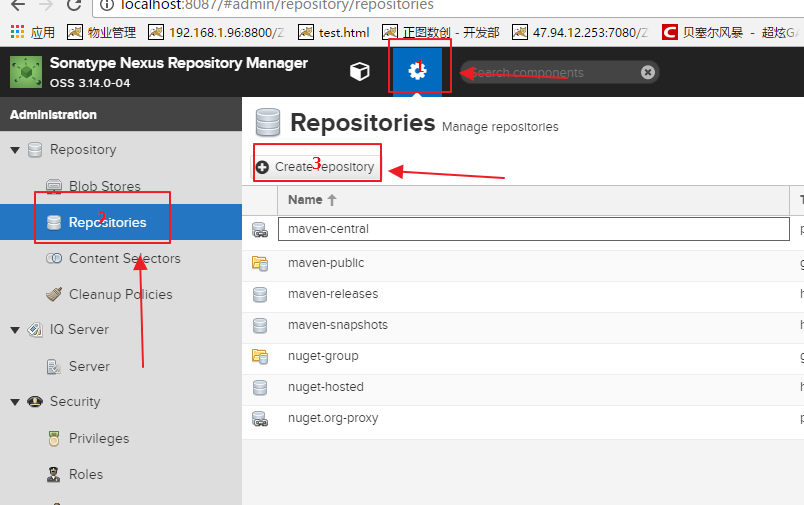 localhost:8087/#admin/repository/repositories
应用 物业管理 192.168.1.96:8800/Z test.html 正图数创 - 开发部 47.94.12.253:7080/Z 贝塞尔风暴 - 超炫GA
Sonatype Nexus Repository Manager
OSS 3.14.0-04
1
Search components
Administration
Repository
Blob Stores
2
Repositories
Content Selectors
Cleanup Policies
IQ Server
Server
Security
Privileges
Roles
Repositories Manage repositories
3
Create repository
Name
maven-central
maven-public
maven-releases
maven-snapshots
nuget-group
nuget-hosted
nuget.org-proxy